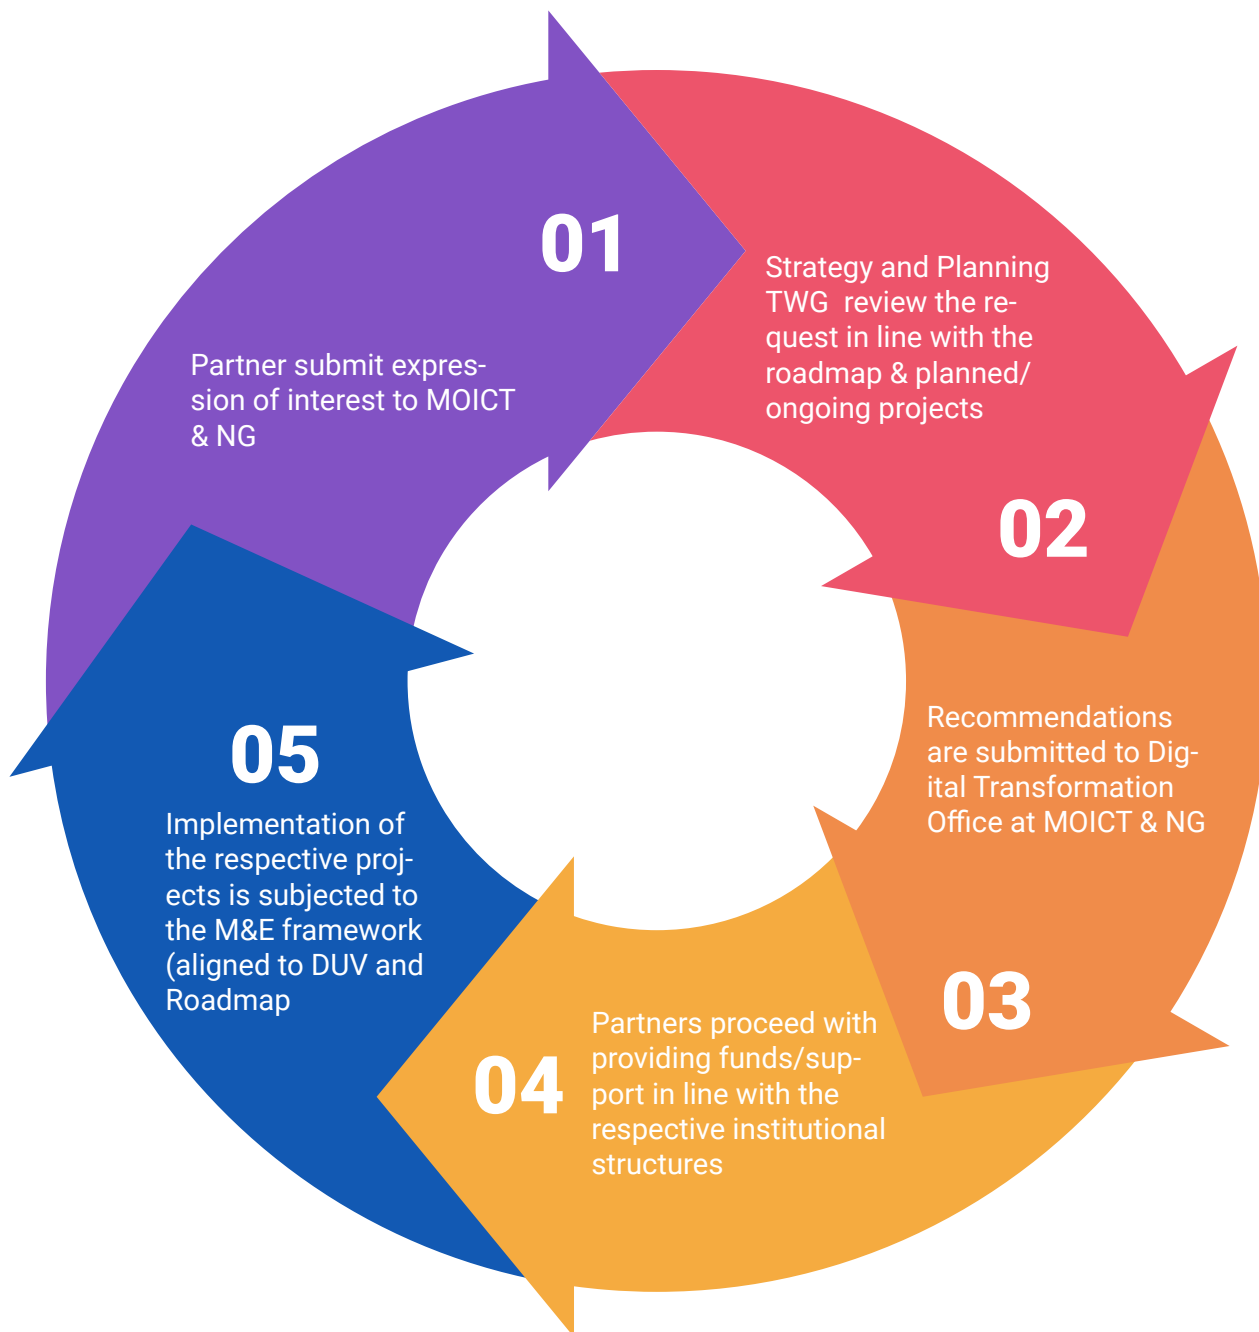 01
Partner submit expres-
sion of interest to MOICT
& NG
Strategy and Planning
TWG  review the re-
quest in line with the
roadmap & planned/
ongoing projects
02
Recommendations
are submitted to Dig-
ital Transformation
Office at MOICT & NG
03
04
Partners proceed with
providing funds/sup-
port in line with the
respective institutional
structures
05
Implementation of
the respective proj-
ects is subjected to
the M&E framework
(aligned to DUV and
Roadmap